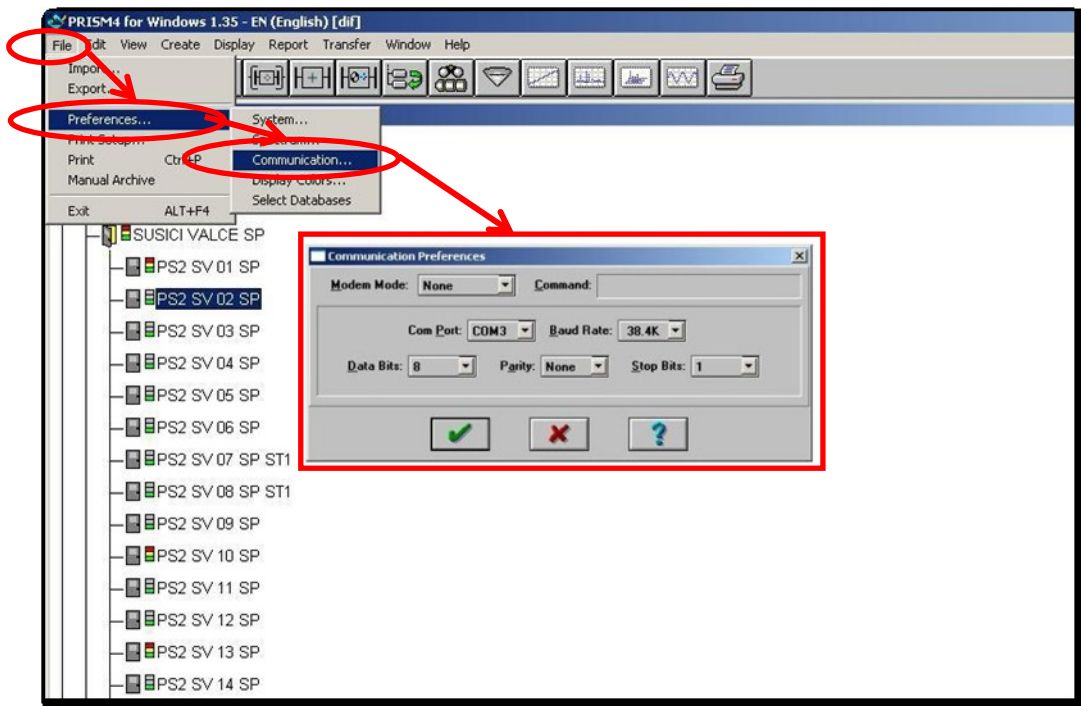 PRISM4 for Windows 1.35 - EN (English) [dif]
File Edit View Create Display Report Transfer Window Help
Import...
Export...
Preferences...
Print Setup...
Print Ctrl+P
Manual Archive
Exit ALT+F4
System...
Spectrum...
Communication...
Display Colors...
Select Databases
SUSICI VALCE SP
PS2 SV 01 SP
PS2 SV 02 SP
PS2 SV 03 SP
PS2 SV 04 SP
PS2 SV 05 SP
PS2 SV 06 SP
PS2 SV 07 SP ST1
PS2 SV 08 SP ST1
PS2 SV 09 SP
PS2 SV 10 SP
PS2 SV 11 SP
PS2 SV 12 SP
PS2 SV 13 SP
PS2 SV 14 SP
Communication Preferences
Modem Mode: None Command:
Com Port: COM3 Baud Rate: 38.4K
Data Bits: 8 Parity: None Stop Bits: 1